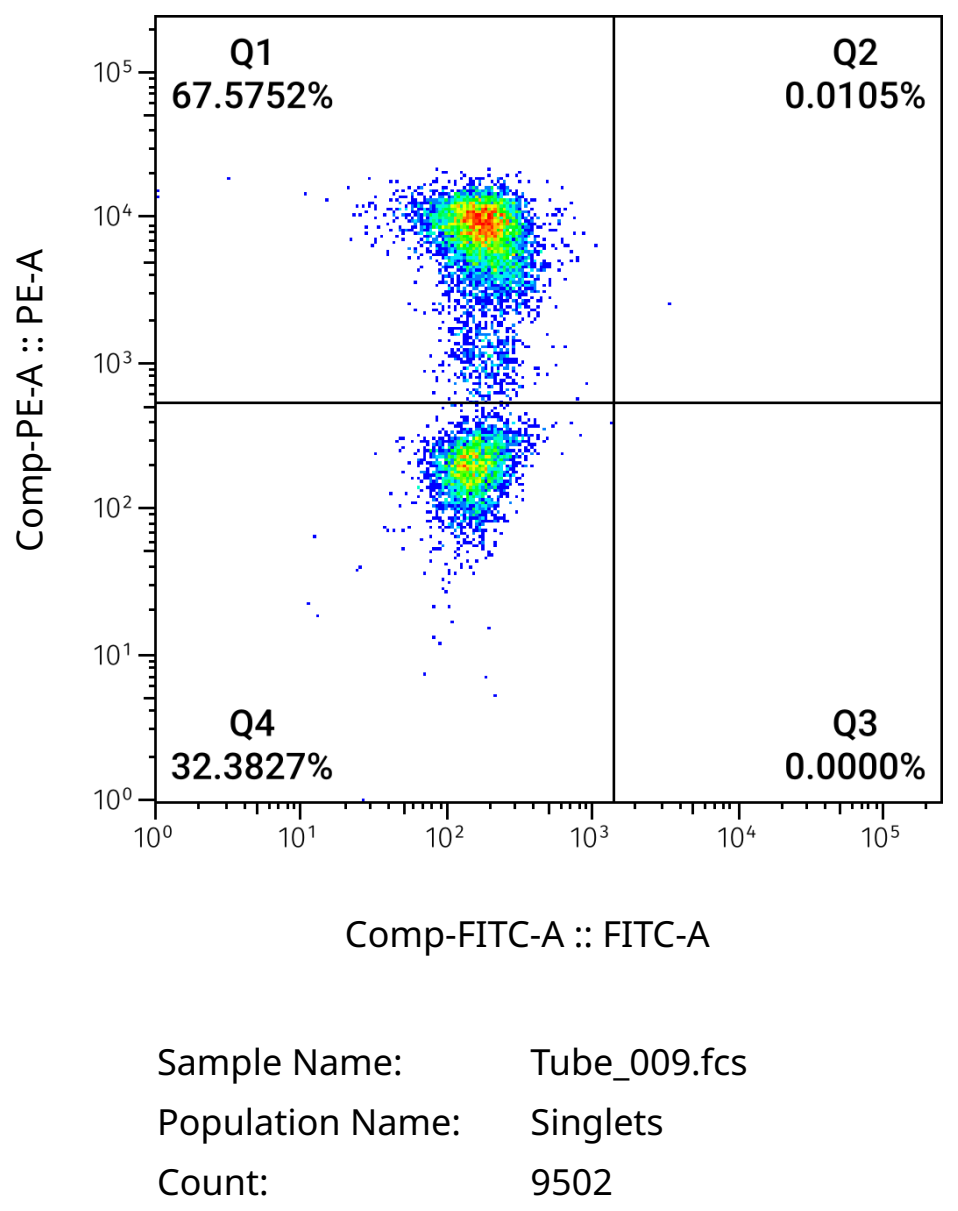 Q1
67.5752%
Q2
0.0105%
10⁵
10⁴
10³
10²
10¹
10⁰
Comp-PE-A :: PE-A
Q4
32.3827%
Q3
0.0000%
10⁰ 10¹ 10² 10³ 10⁴ 10⁵
Comp-FITC-A :: FITC-A
Sample Name: Tube_009.fcs
Population Name: Singlets
Count: 9502